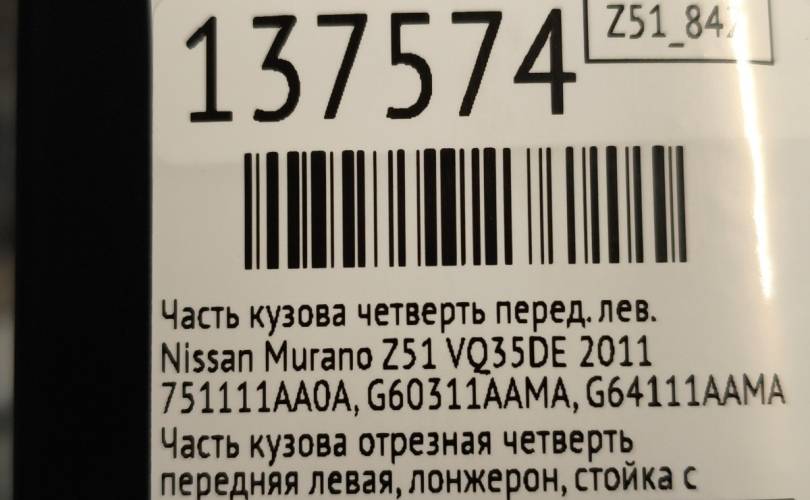 137574
Z51_84
Часть кузова четверть перед. лев.
Nissan Murano Z51 VQ35DE 2011
751111AA0A, G60311AAMA, G64111AAMA
Часть кузова отрезная четверть
передняя левая, лонжерон, стойка с